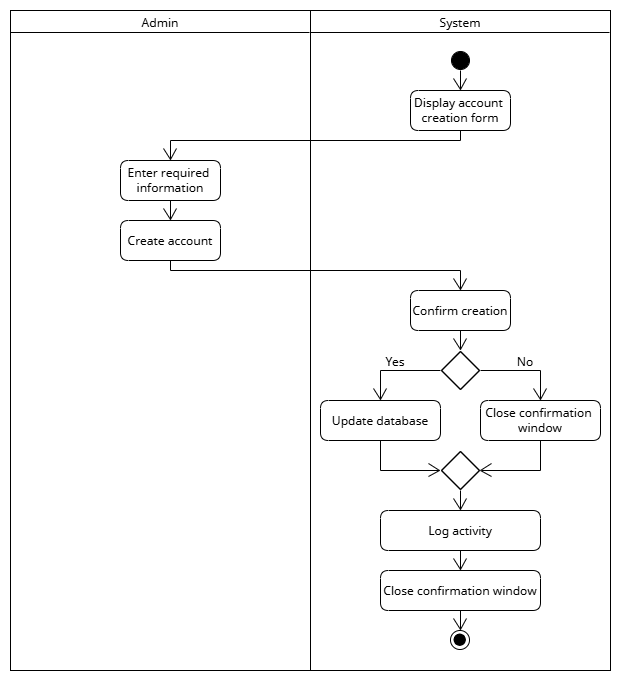 Admin
System
Display account
creation form
Enter required
information
Create account
Confirm creation
Yes
No
Update database
Close confirmation
window
Log activity
Close confirmation window